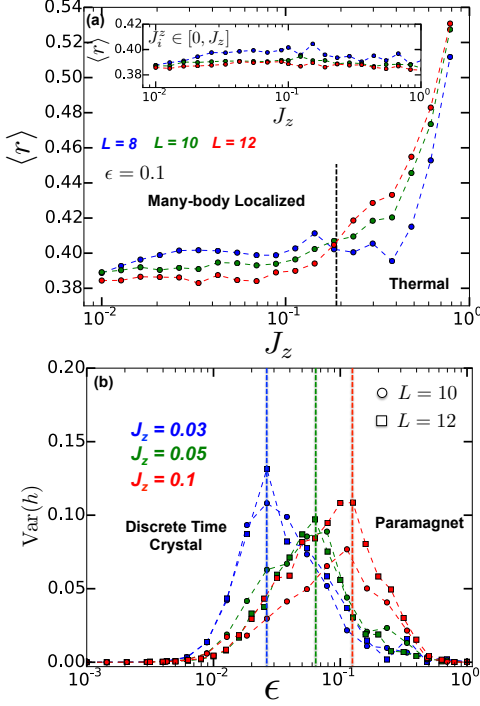 (a)
0.54
0.52
0.50
0.48
0.46
0.44
0.42
0.40
0.38
⟨r⟩
J_i^z ∈ [0, J_z]
0.42
0.40
0.38
⟨r⟩
10^-2 10^-1 10^0
J_z
L = 8 L = 10 L = 12
ϵ = 0.1
Many-body Localized
Thermal
10^-2 10^-1 10^0
J_z
(b)
0.20
0.15
0.10
0.05
0.00
Var(h)
L = 10
L = 12
J_z = 0.03
J_z = 0.05
J_z = 0.1
Discrete Time
Crystal
Paramagnet
10^-3 10^-2 10^-1 10^0
ϵ